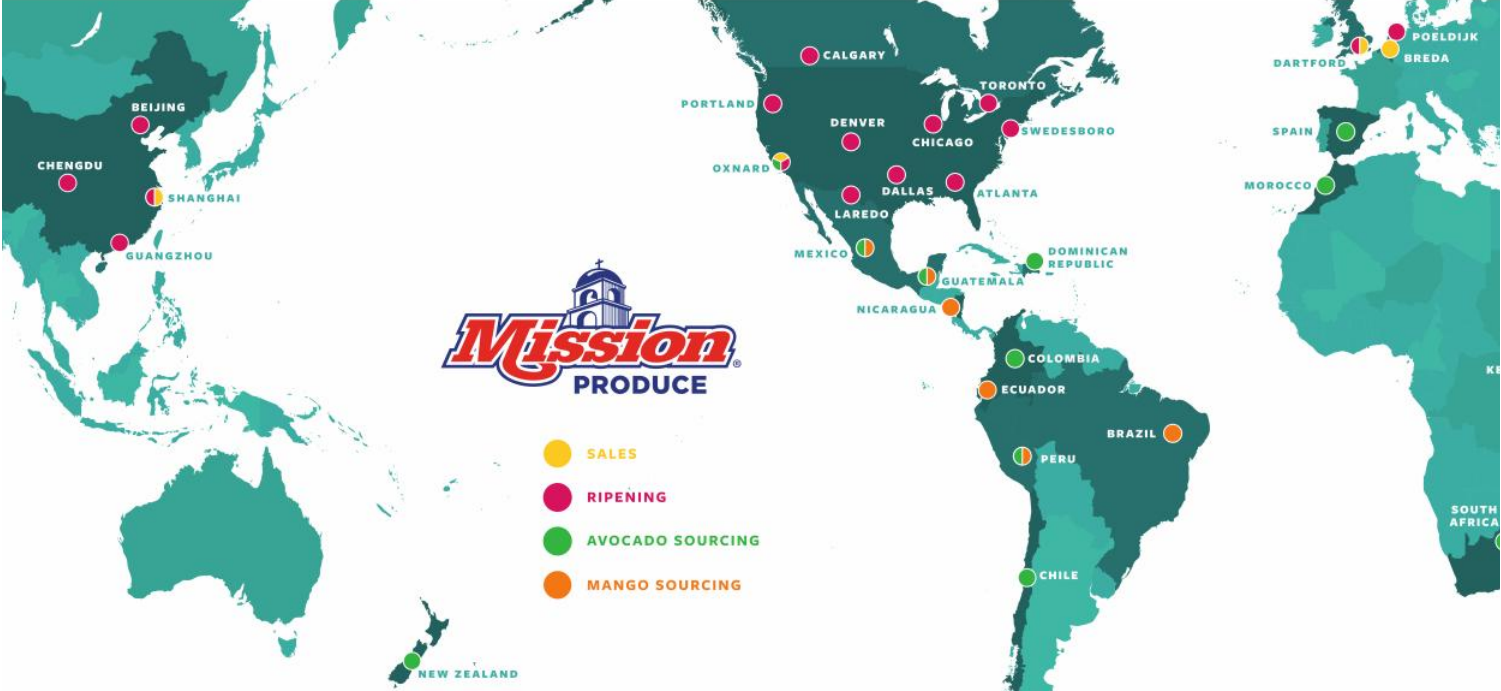 CALGARY
POELDIJK
DARTFORD
BREDA
TORONTO
PORTLAND
BEIJING
DENVER
SWEDESBORO
SPAIN
CHICAGO
CHENGDU
OXNARD
DALLAS
ATLANTA
MOROCCO
SHANGHAI
LAREDO
GUANGZHOU
MEXICO
DOMINICAN
REPUBLIC
GUATEMALA
NICARAGUA
Mission®
PRODUCE
COLOMBIA
KE
ECUADOR
BRAZIL
SALES
PERU
RIPENING
SOUTH
AFRICA
AVOCADO SOURCING
CHILE
MANGO SOURCING
NEW ZEALAND